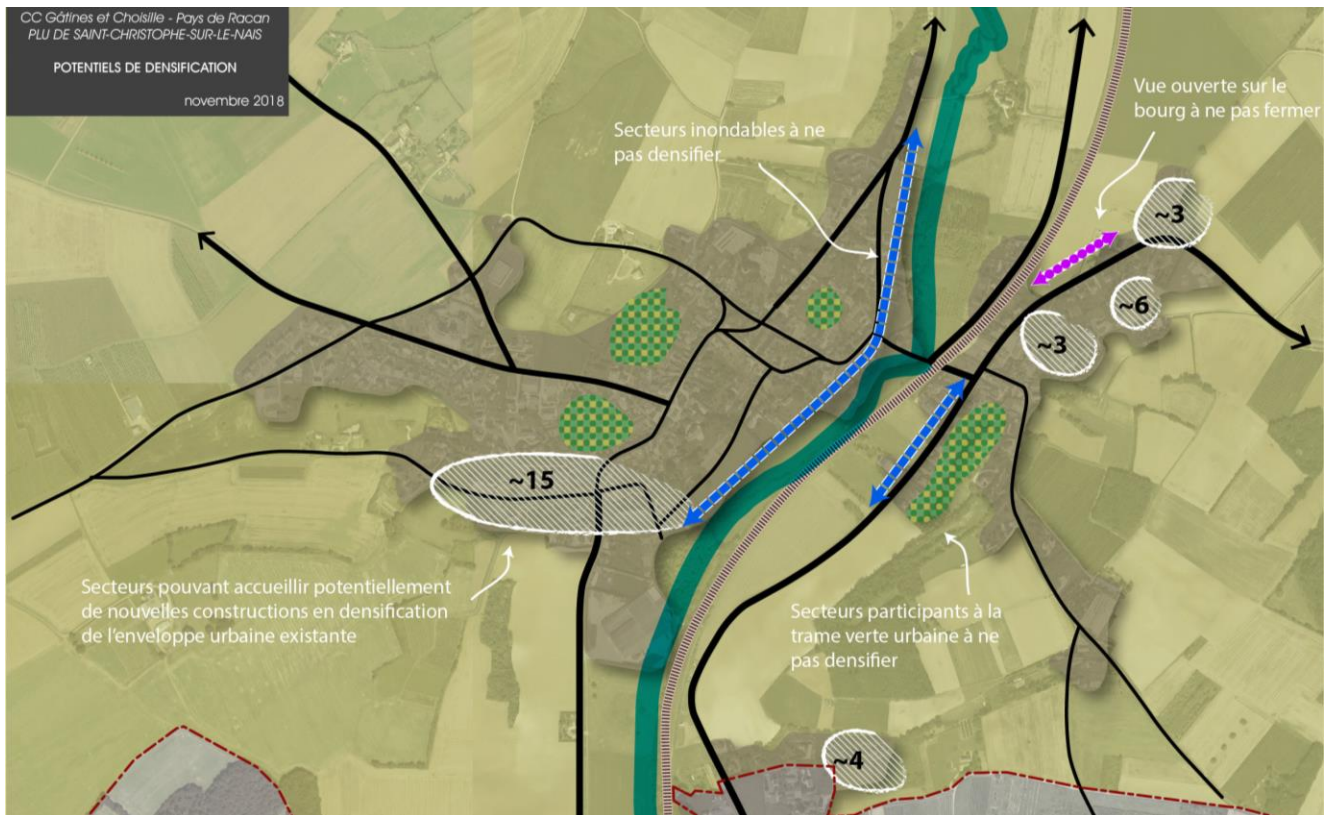 CC Gâtines et Choisille - Pays de Racan
PLU DE SAINT-CHRISTOPHE-SUR-LE-NAIS
POTENTIELS DE DENSIFICATION
novembre 2018
Vue ouverte sur le
bourg à ne pas fermer
Secteurs inondables à ne
pas densifier
~3
~6
~3
~15
Secteurs pouvant accueillir potentiellement
de nouvelles constructions en densification
de l'enveloppe urbaine existante
Secteurs participants à la
trame verte urbaine à ne
pas densifier
~4